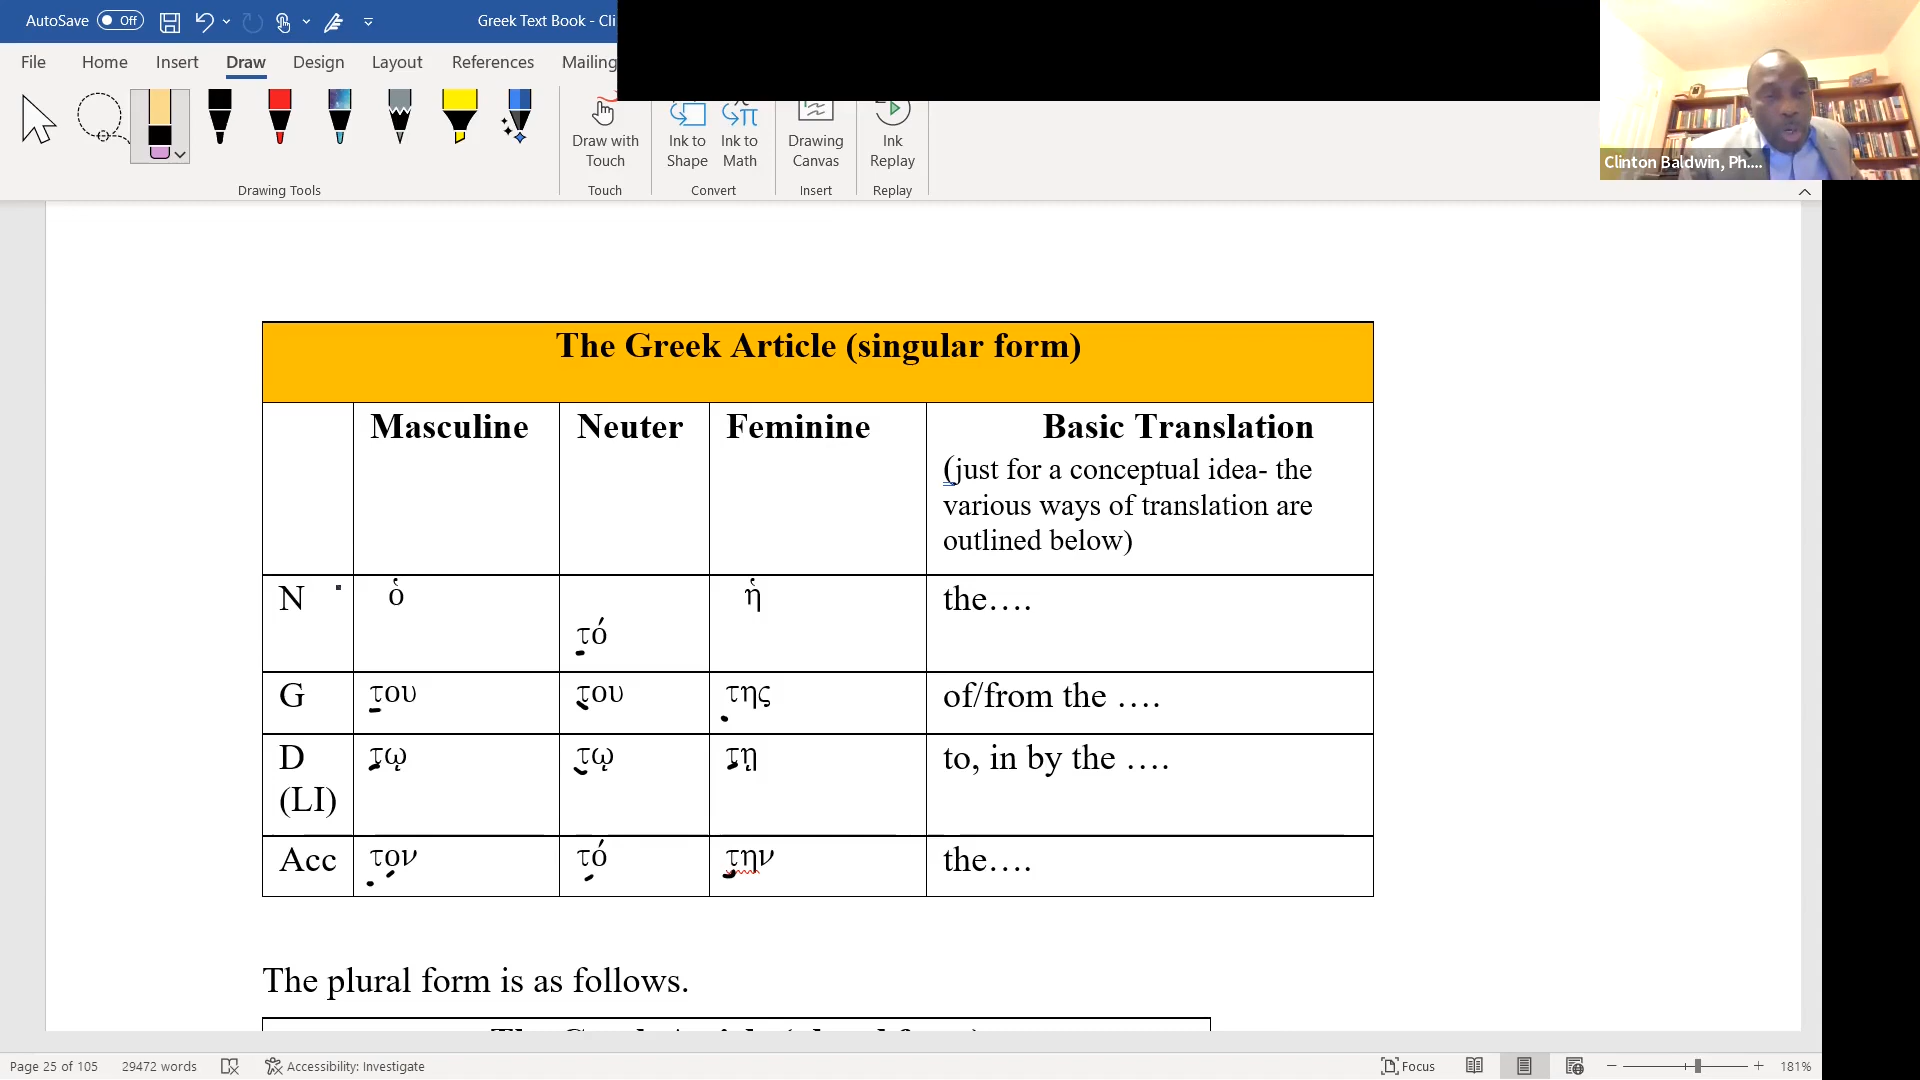 AutoSave Off Greek Text Book - Cli
File Home Insert Draw Design Layout References Mailing
Draw with Touch Ink to Shape Ink to Math Drawing Canvas Ink Replay
Drawing Tools Touch Convert Insert Replay
Clinton Baldwin, Ph....
The Greek Article (singular form)
Masculine Neuter Feminine Basic Translation
(just for a conceptual idea- the
various ways of translation are
outlined below)
N ὁ τό ἡ the….
G του του της of/from the ….
D (LI) τῳ τῳ τῃ to, in by the ….
Acc τον τό την the….
The plural form is as follows.
Page 25 of 105 29472 words Accessibility: Investigate Focus 181%